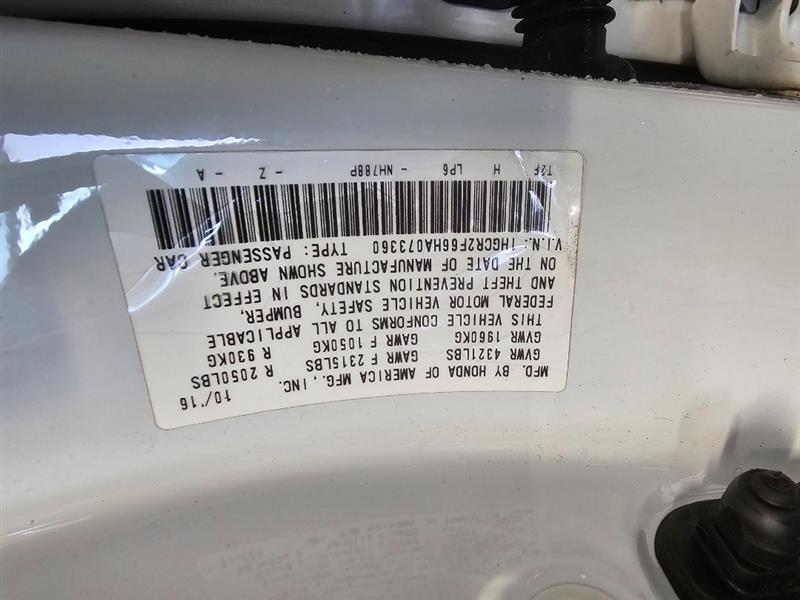 MFD. BY HONDA OF AMERICA MFG., INC. 10/'16
GVWR 4321LBS GAWR F 2315LBS R 2050LBS
GVWR 1960KG GAWR F 1050KG R 930KG
THIS VEHICLE CONFORMS TO ALL APPLICABLE
FEDERAL MOTOR VEHICLE SAFETY, BUMPER,
AND THEFT PREVENTION STANDARDS IN EFFECT
ON THE DATE OF MANUFACTURE SHOWN ABOVE.
V.I.N.: 1HGCR2F66HA073360 TYPE: PASSENGER CAR
T2F H LP6 - NH788P - Z - A